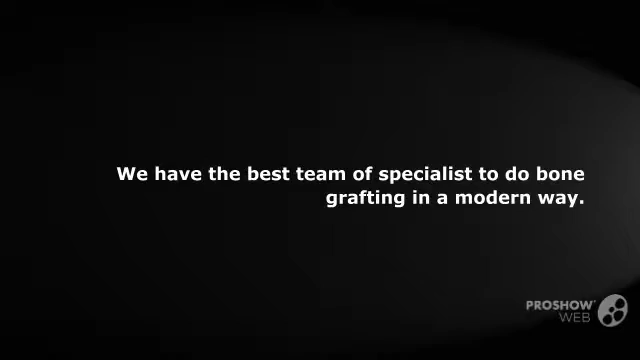 We have the best team of specialist to do bone
grafting in a modern way.
PROSHOW
WEB